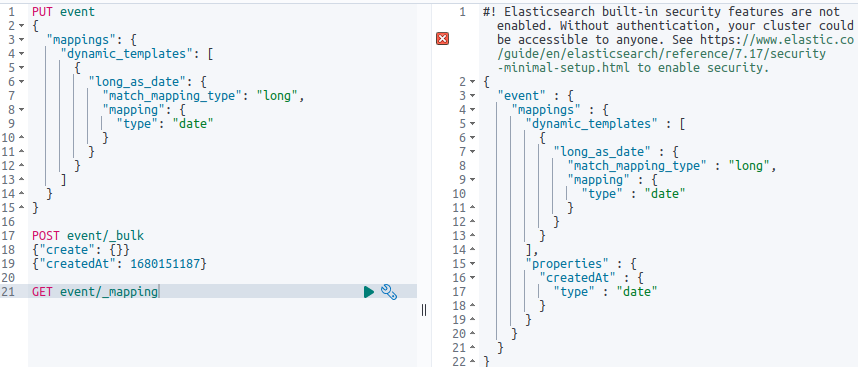 1 PUT event
2 {
3 "mappings": {
4 "dynamic_templates": [
5 {
6 "long_as_date": {
7 "match_mapping_type": "long",
8 "mapping": {
9 "type": "date"
10 }
11 }
12 }
13 ]
14 }
15 }
16
17 POST event/_bulk
18 {"create": {}}
19 {"createdAt": 1680151187}
20
21 GET event/_mapping
1 #! Elasticsearch built-in security features are not
enabled. Without authentication, your cluster could
be accessible to anyone. See https://www.elastic.co
/guide/en/elasticsearch/reference/7.17/security
-minimal-setup.html to enable security.
2 {
3 "event" : {
4 "mappings" : {
5 "dynamic_templates" : [
6 {
7 "long_as_date" : {
8 "match_mapping_type" : "long",
9 "mapping" : {
10 "type" : "date"
11 }
12 }
13 }
14 ],
15 "properties" : {
16 "createdAt" : {
17 "type" : "date"
18 }
19 }
20 }
21 }
22 }